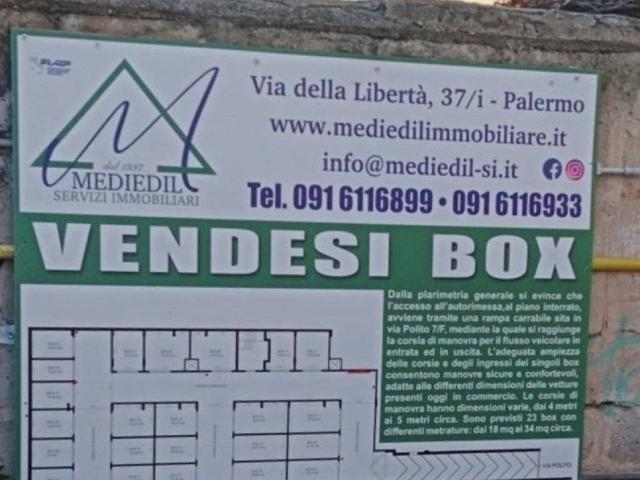 Via della Libertà, 37/i - Palermo
www.mediedilimmobiliare.it
info@mediedil-si.it
Tel. 091 6116899 • 091 6116933
dal 1997
MEDIEDIL
SERVIZI IMMOBILIARI
VENDESI BOX
Dalla plarimetria generale si evince che
l'accesso all'autorimessa,al piano interrato,
avviene tramite una rampa carrabile sita in
via Polito 7/F, mediante la quale si raggiunge
la corsia di manovra per il flusso veicolare in
entrata ed in uscita. L'adeguata ampiezza
delle corsie e degli ingressi dei singoli box
consentono manovre sicure e confortevoli,
adatte alle differenti dimensioni delle vetture
presenti oggi in commercio. Le corsie di
manovra hanno dimensioni varie, dai 4 metri
ai 5 metri circa. Sono previsti 23 box con
differenti metrature: dai 18 mq ai 34 mq circa.
VIA POLITO